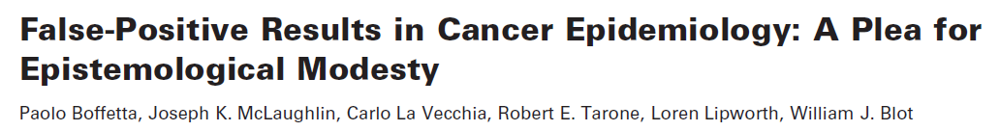 False-Positive Results in Cancer Epidemiology: A Plea for
Epistemological Modesty
Paolo Boffetta, Joseph K. McLaughlin, Carlo La Vecchia, Robert E. Tarone, Loren Lipworth, William J. Blot